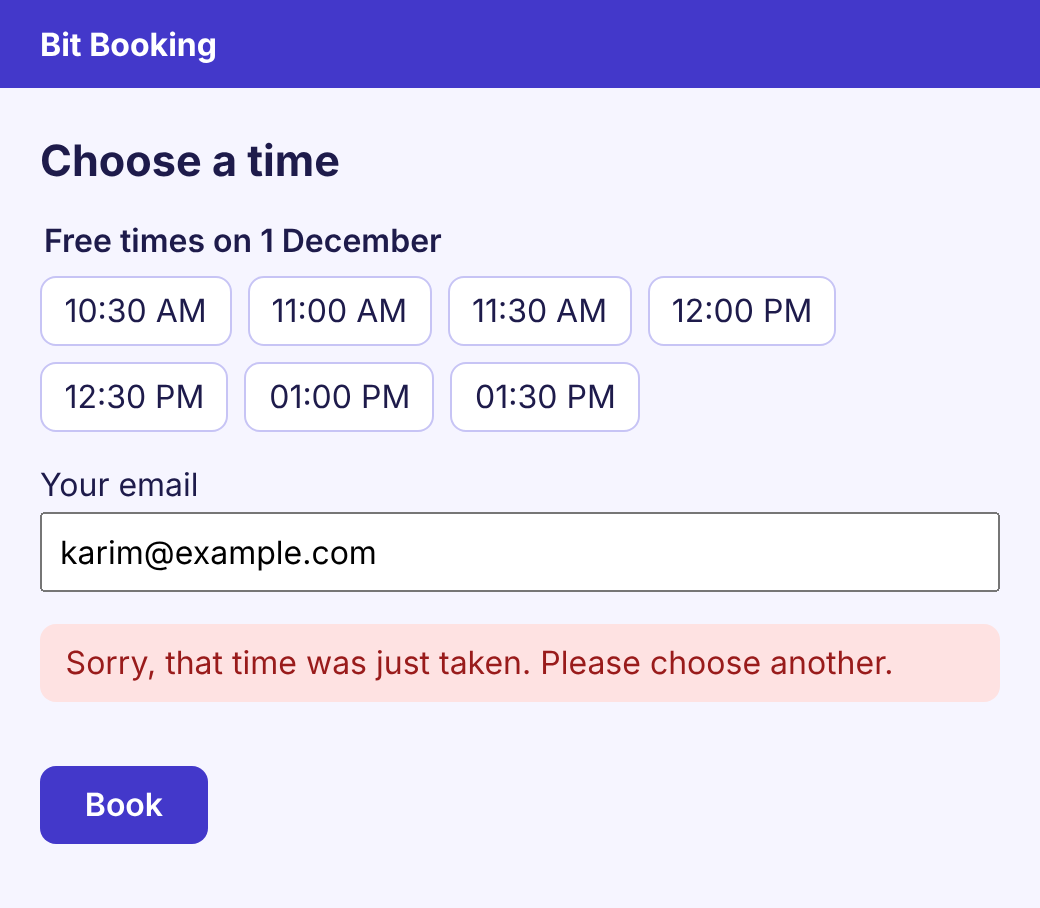 Bit Booking
Choose a time
Free times on 1 December
10:30 AM 11:00 AM 11:30 AM 12:00 PM
12:30 PM 01:00 PM 01:30 PM
Your email
karim@example.com
Sorry, that time was just taken. Please choose another.
Book